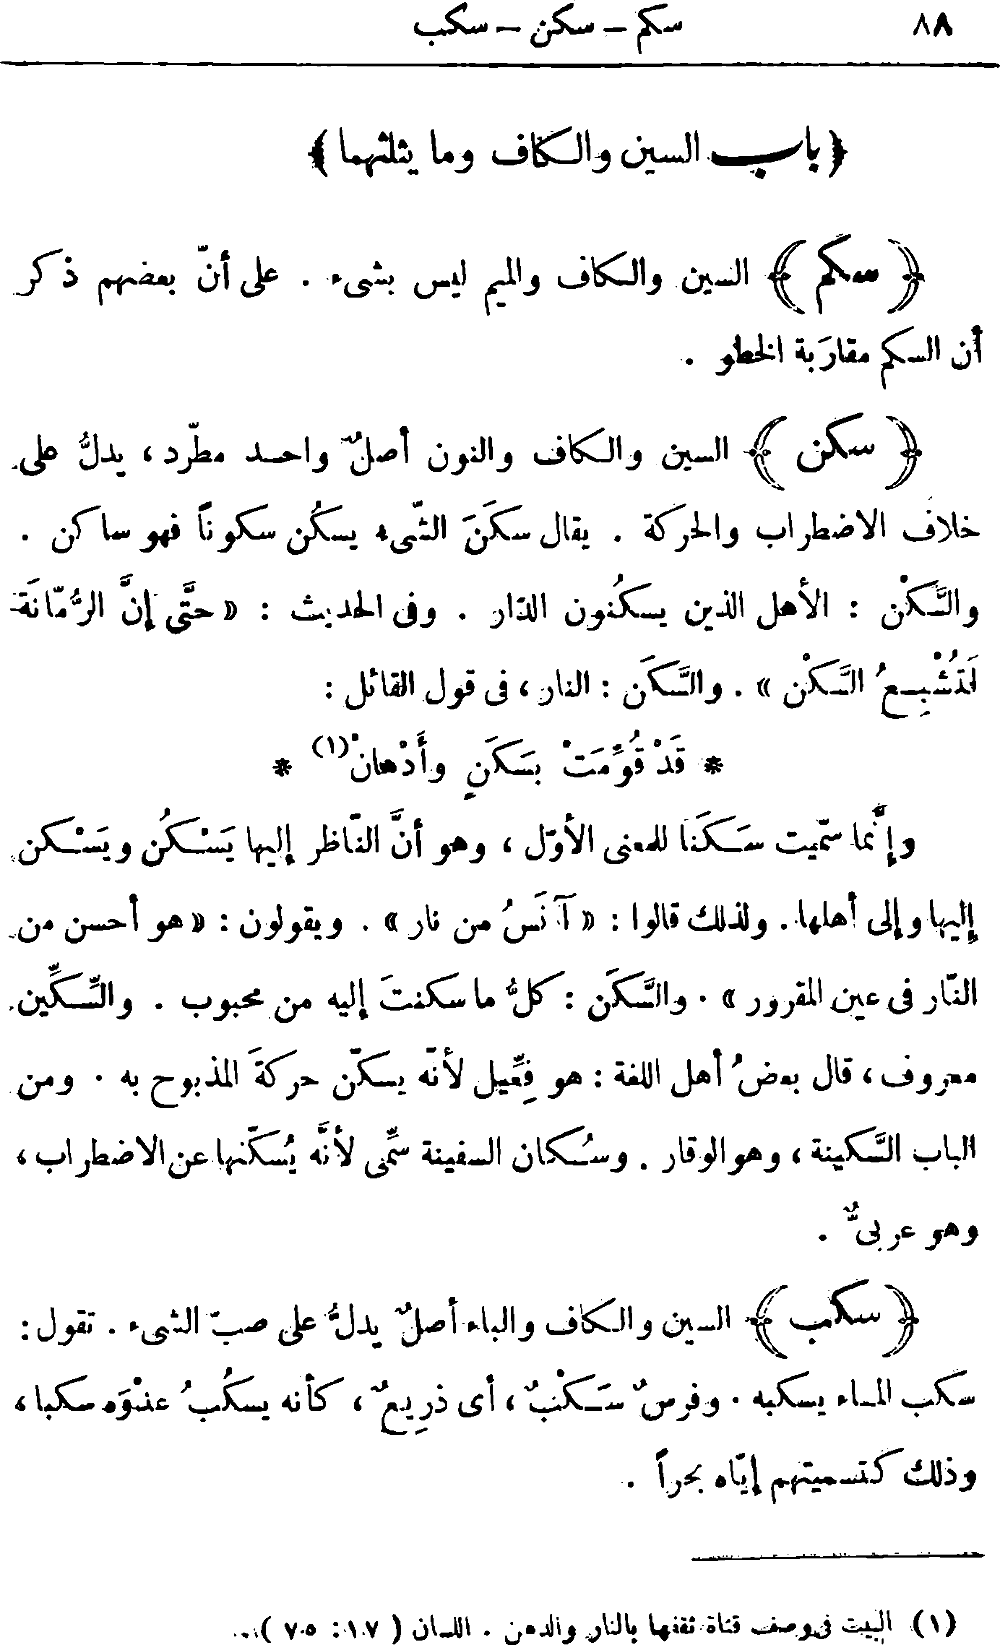 ٨٨ سكم – سكن – سكب
﴿باب السين والكاف وما يثلثهما﴾
﴿سكم﴾ السين والكاف والميم ليس بشىء . على أنّ بعضهم ذكر
أن السكم مقارَبة الخطو .
﴿سكن﴾ السين والكاف والنون أصلٌ واحد مطّرد، يدلُّ على
خلاف الاضطراب والحركة . يقال سكَنَ الشّىء يسكُن سكوناً فهو ساكن .
والسَّكْن : الأهل الذين يسكُنون الدّار . وفى الحديث : « حتَّى إنَّ الرُّمّانَة
لَتُشْبِعُ السَّكْن » . والسَّكَن : النار، فى قول القائل :
* قَدْ قُوِّمَتْ بسَكَنٍ وأَدْهانْ(١) *
وإنَّما سمّيت سَكَنا للمعنى الأوّل ، وهو أنَّ النّاظر إليها يَسْكُن ويَسْكن
إليها وإلى أهلها . ولذلك قالوا : « آنَسُ من نار » . ويقولون : « هو أحسن من
النّار فى عين المقرور » . والسَّكَن : كلُّ ما سكنتَ إليه من محبوب . والسِّكِّين
معروف، قال بعضُ أهل اللغة : هو فِعِّيل لأنّه يسكّن حركةَ المذبوح به . ومن
الباب السَّكينة ، وهو الوقار . وسُكان السفينة سمِّى لأنَّه يُسكّنها عن الاضطراب ،
وهو عربىٌّ .
﴿سكب﴾ السين والكاف والباء أصلٌ يدلُّ على صبّ الشىء . تقول :
سكب الماء يسكبه . وفرسٌ سَكْبٌ ، أى ذرِيعٌ ، كأنه يسكُبُ عدْوَه سكبا ،
وذلك كتسميتهم إيّاه بحراً .
(١) البيت فى وصف قناة ثقفها بالنار والدهن . اللسان ( ١٧ : ٧٥ ).